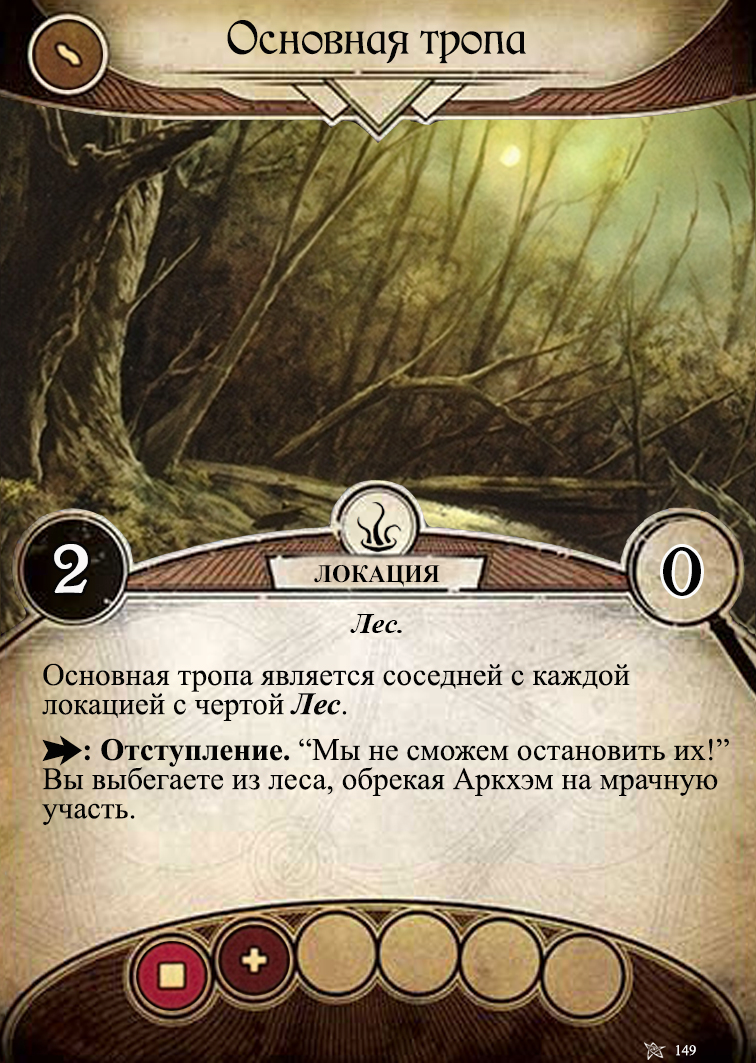 Основная тропа
2
ЛОКАЦИЯ
0
Лес.
Основная тропа является соседней с каждой
локацией с чертой Лес.
: Отступление. “Мы не сможем остановить их!”
Вы выбегаете из леса, обрекая Аркхэм на мрачную
участь.
149